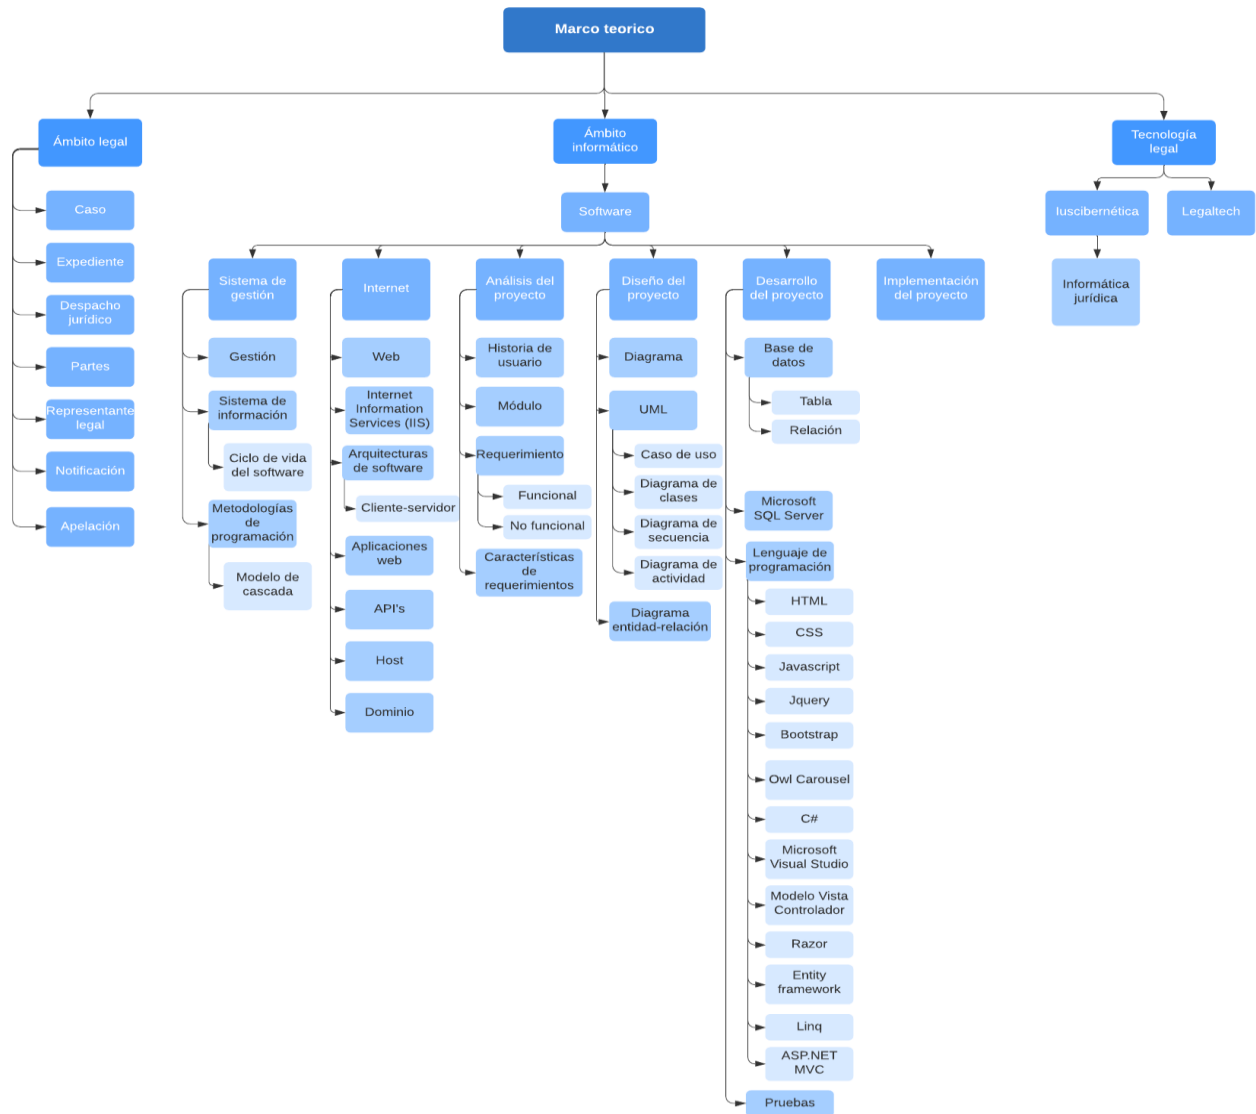 Marco teorico
Ámbito legal
Caso
Expediente
Despacho
jurídico
Partes
Representante
legal
Notificación
Apelación
Ámbito
informático
Software
Sistema de
gestión
Gestión
Sistema de
información
Ciclo de vida
del software
Metodologías
de
programación
Modelo de
cascada
Internet
Web
Internet
Information
Services (IIS)
Arquitecturas
de software
Cliente-servidor
Aplicaciones
web
API's
Host
Dominio
Análisis del
proyecto
Historia de
usuario
Módulo
Requerimiento
Funcional
No funcional
Características
de
requerimientos
Diseño del
proyecto
Diagrama
UML
Caso de uso
Diagrama de
clases
Diagrama de
secuencia
Diagrama de
actividad
Diagrama
entidad-relación
Desarrollo
del proyecto
Base de
datos
Tabla
Relación
Microsoft
SQL Server
Lenguaje de
programación
HTML
CSS
Javascript
Jquery
Bootstrap
Owl Carousel
C#
Microsoft
Visual Studio
Modelo Vista
Controlador
Razor
Entity
framework
Linq
ASP.NET
MVC
Pruebas
Implementación
del proyecto
Tecnología
legal
Iuscibernética
Informática
jurídica
Legaltech